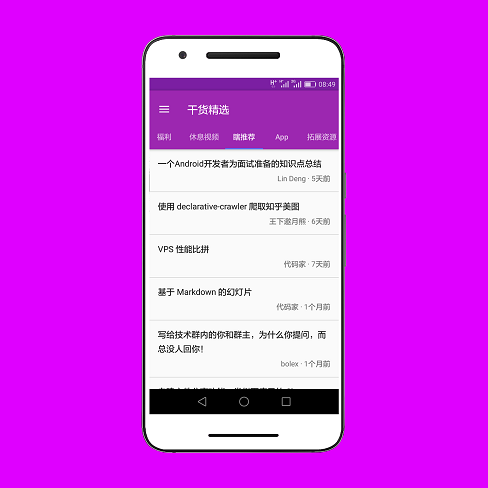 08:49
干货精选
福利 休息视频 瞎推荐 App 拓展资源
一个Android开发者为面试准备的知识点总结
Lin Deng · 5天前
使用 declarative-crawler 爬取知乎美图
王下邀月熊 · 6天前
VPS 性能比拼
代码家 · 7天前
基于 Markdown 的幻灯片
代码家 · 1个月前
写给技术群内的你和群主，为什么你提问，而
总没人回你！
bolex · 1个月前